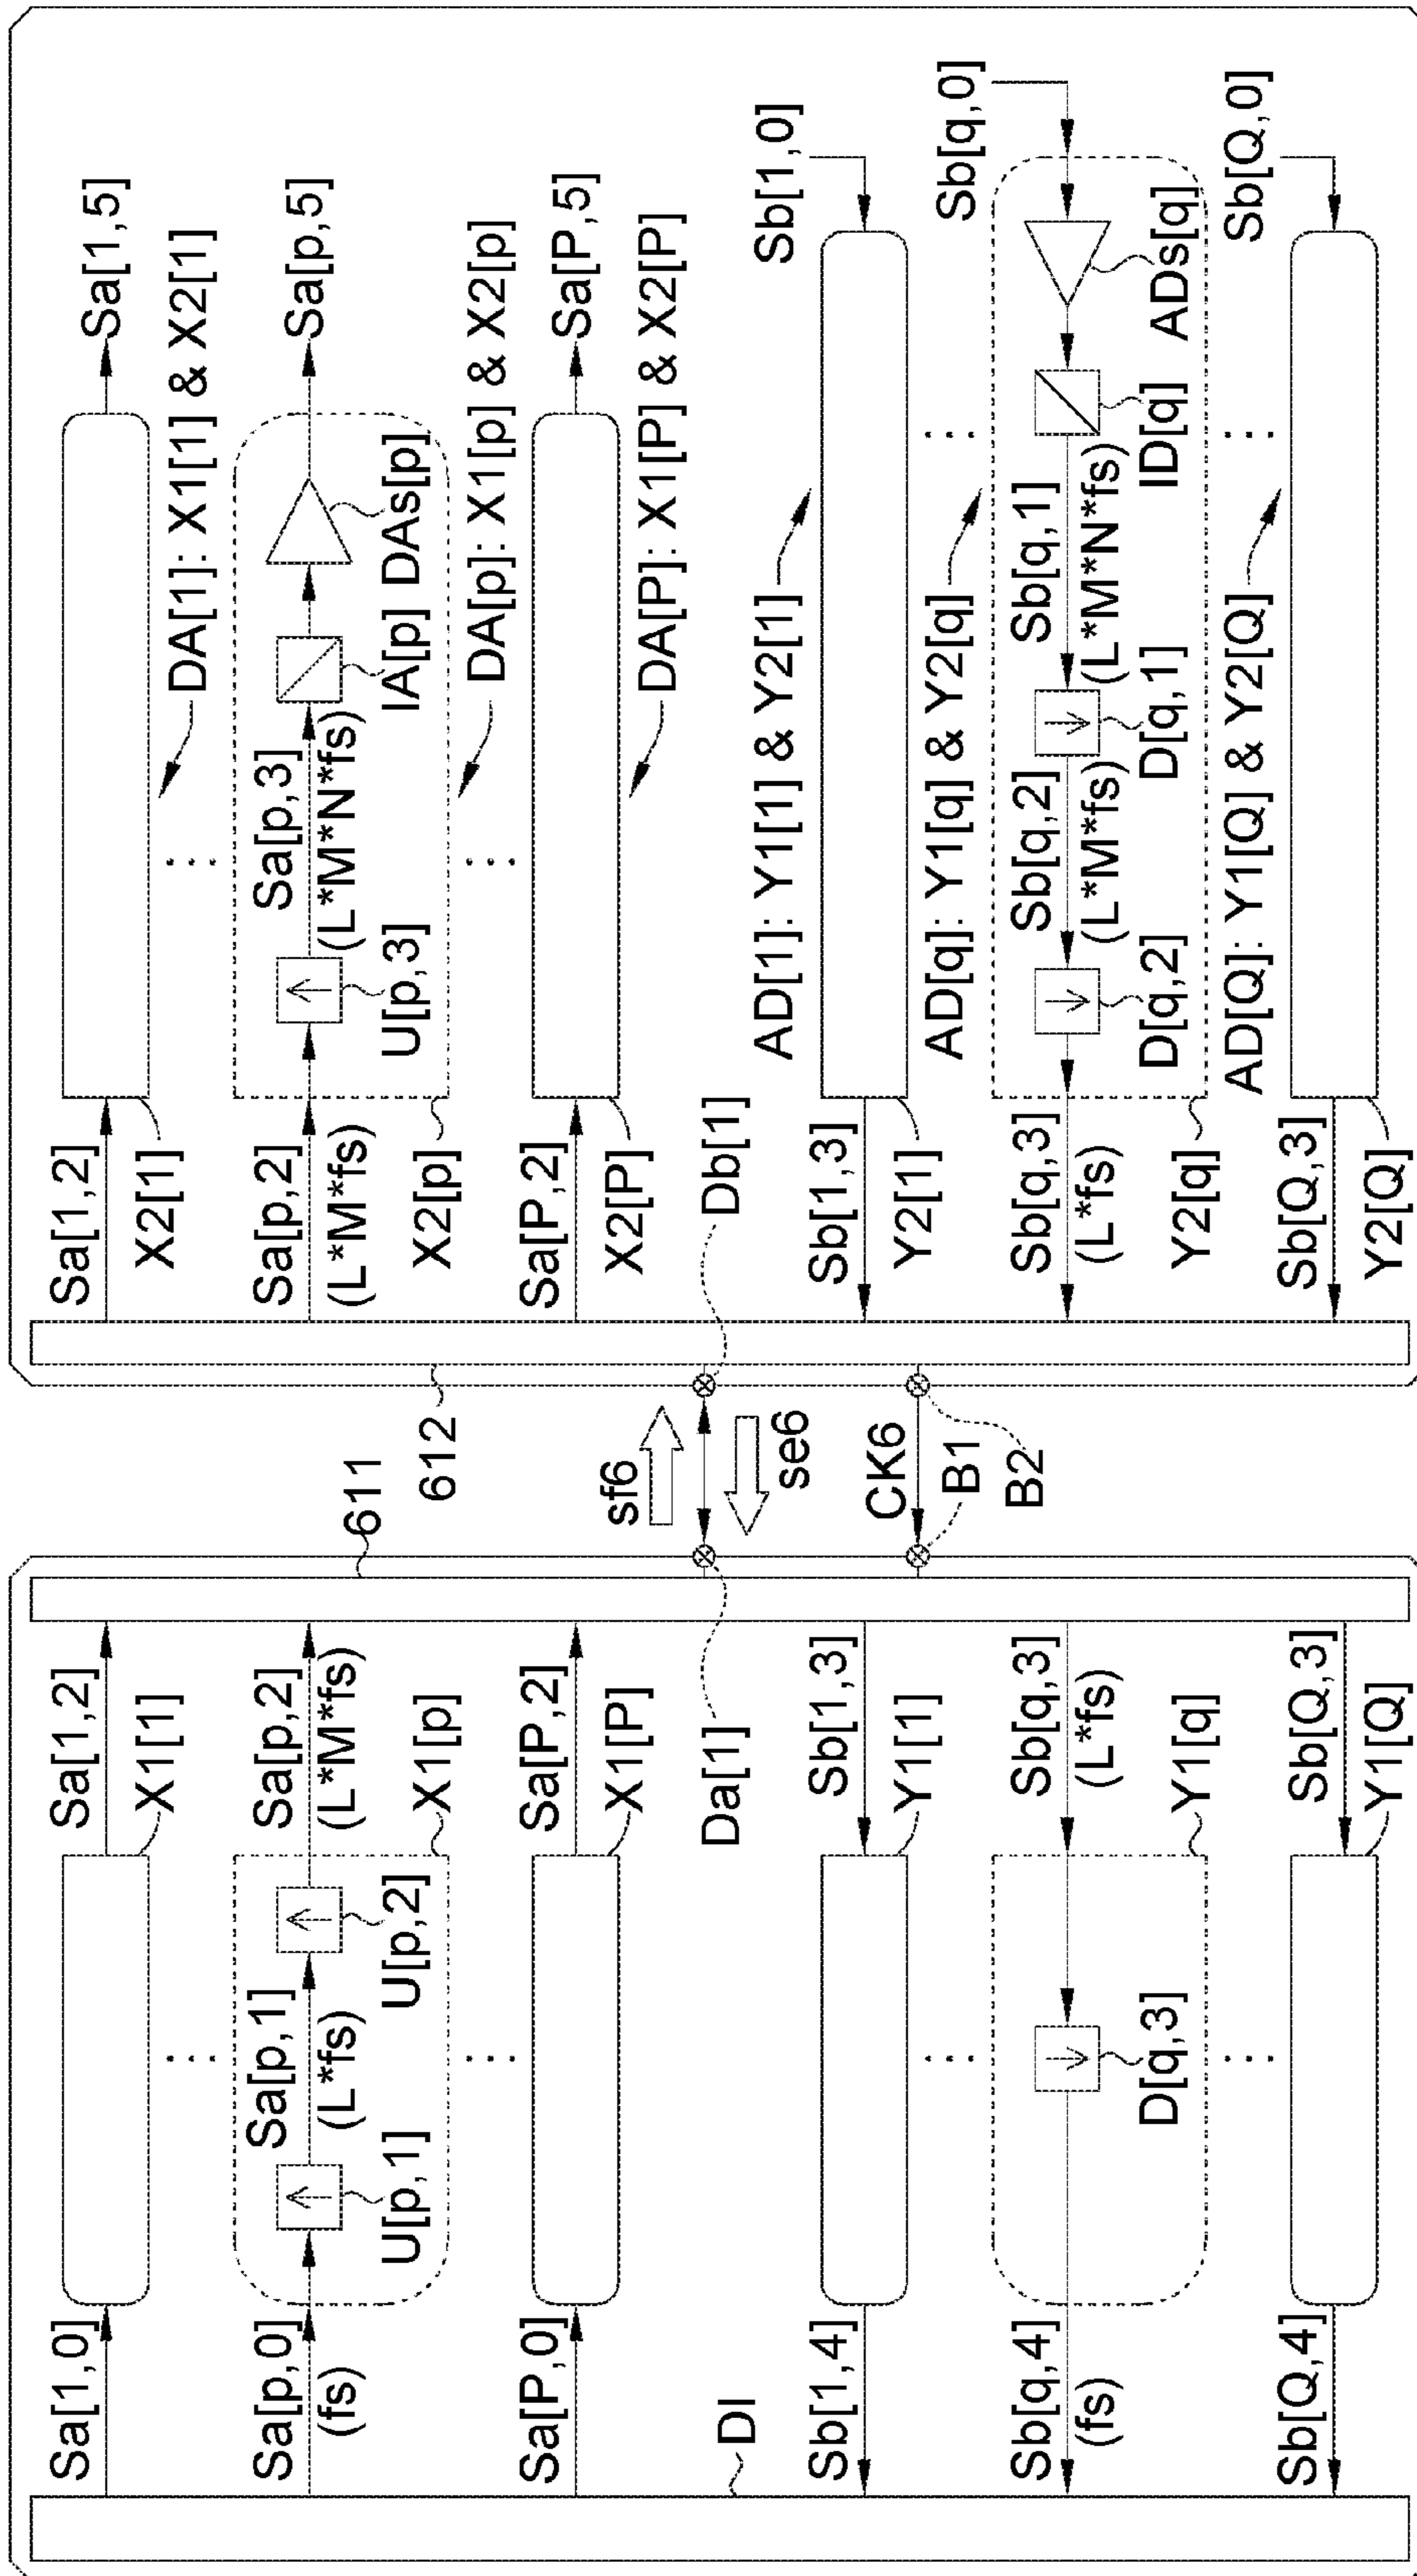 Sa[1,0]
Sa[1,2]
X1[1]
Sa[p,0]
(fs)
Sa[p,1]
(L*fs)
U[p,1]
U[p,2]
Sa[p,2]
(L*M*fs)
X1[p]
Sa[P,0]
Sa[P,2]
X1[P]
DI
Da[1]
Sb[1,4]
Sb[1,3]
Y1[1]
Sb[q,4]
(fs)
D[q,3]
Sb[q,3]
(L*fs)
Y1[q]
Sb[Q,4]
Sb[Q,3]
Y1[Q]
611
612
sf6
se6
CK6
B1
B2
Sa[1,2]
X2[1]
Sa[1,5]
DA[1]: X1[1] & X2[1]
Sa[p,2]
(L*M*fs)
X2[p]
U[p,3]
Sa[p,3]
(L*M*N*fs)
IA[p]
DAs[p]
Sa[p,5]
DA[p]: X1[p] & X2[p]
Sa[P,2]
X2[P]
Sa[P,5]
DA[P]: X1[P] & X2[P]
Db[1]
AD[1]: Y1[1] & Y2[1]
Sb[1,0]
Sb[1,3]
Y2[1]
AD[q]: Y1[q] & Y2[q]
Sb[q,0]
Sb[q,3]
(L*fs)
Y2[q]
D[q,2]
Sb[q,2]
(L*M*fs)
D[q,1]
Sb[q,1]
(L*M*N*fs)
ID[q]
ADs[q]
AD[Q]: Y1[Q] & Y2[Q]
Sb[Q,0]
Sb[Q,3]
Y2[Q]